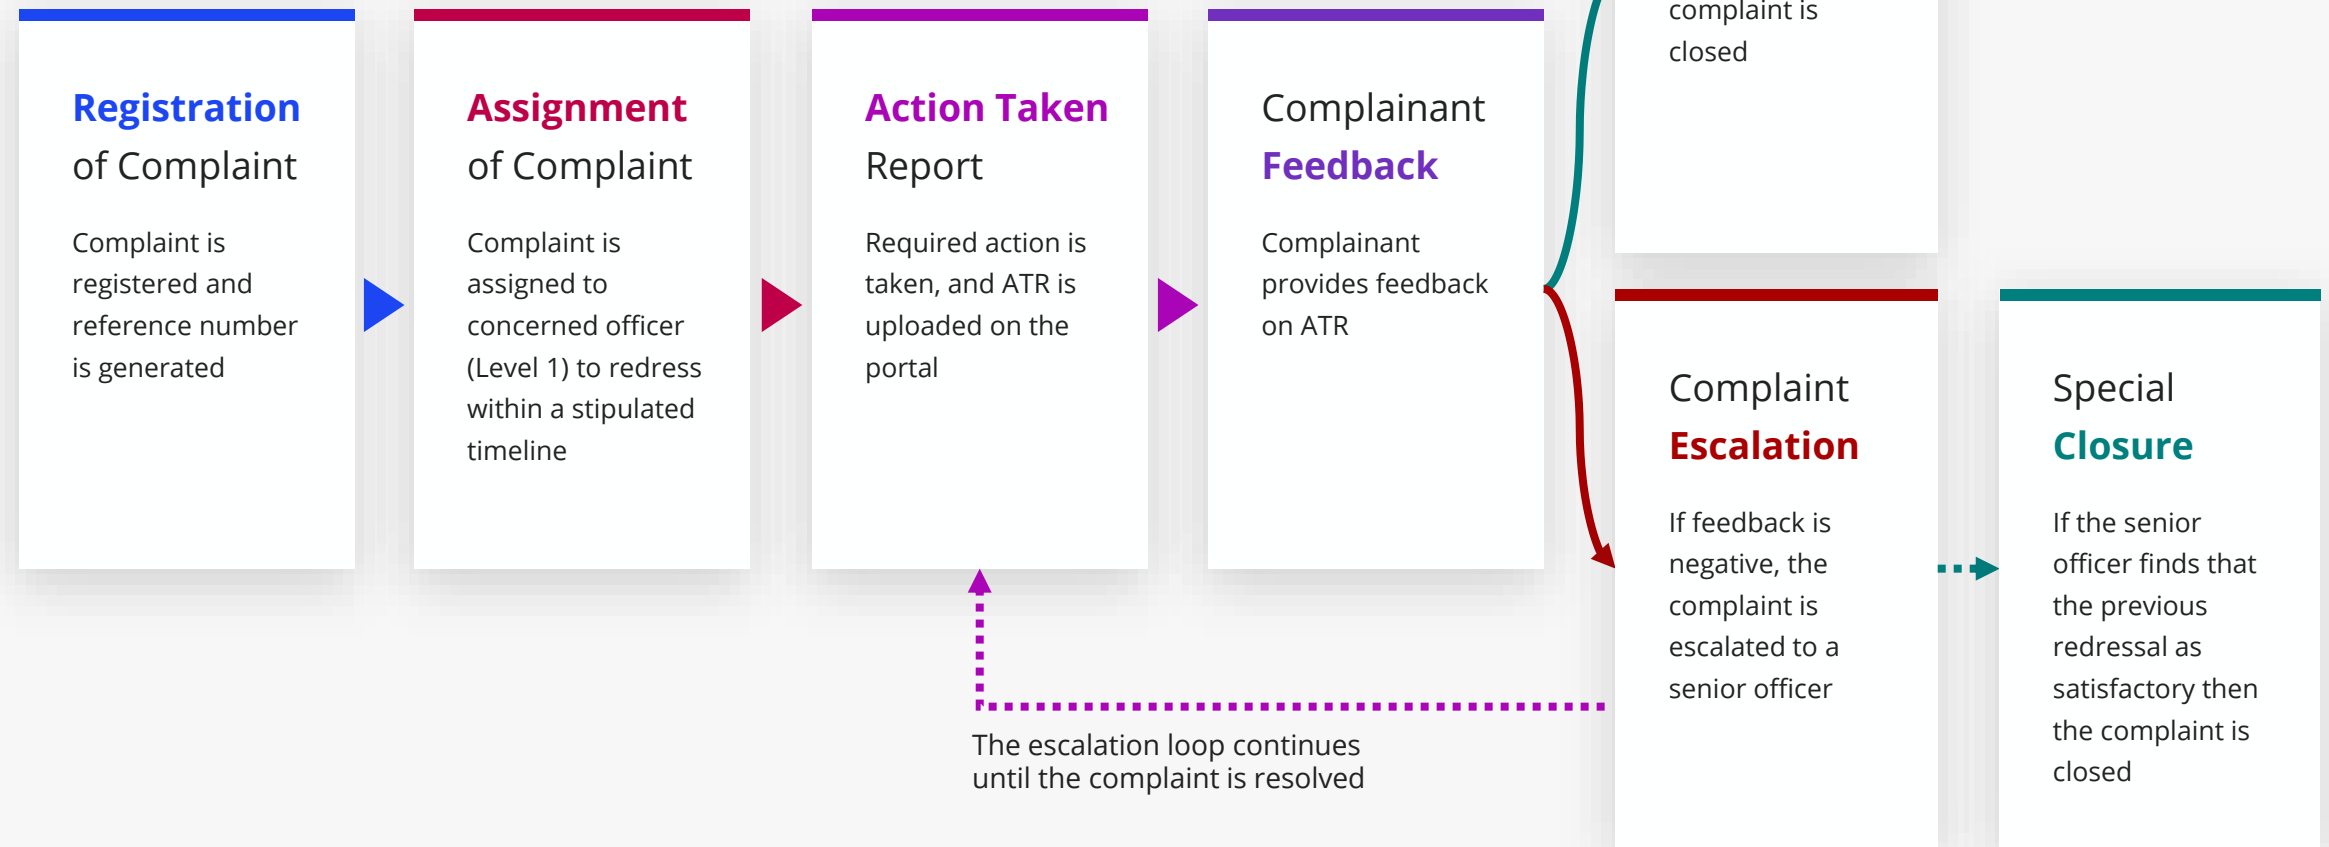 Registration
of Complaint
Complaint is
registered and
reference number
is generated
Assignment
of Complaint
Complaint is
assigned to
concerned officer
(Level 1) to redress
within a stipulated
timeline
Action Taken
Report
Required action is
taken, and ATR is
uploaded on the
portal
Complainant
Feedback
Complainant
provides feedback
on ATR
complaint is
closed
Complaint
Escalation
If feedback is
negative, the
complaint is
escalated to a
senior officer
Special
Closure
If the senior
officer finds that
the previous
redressal as
satisfactory then
the complaint is
closed
The escalation loop continues
until the complaint is resolved